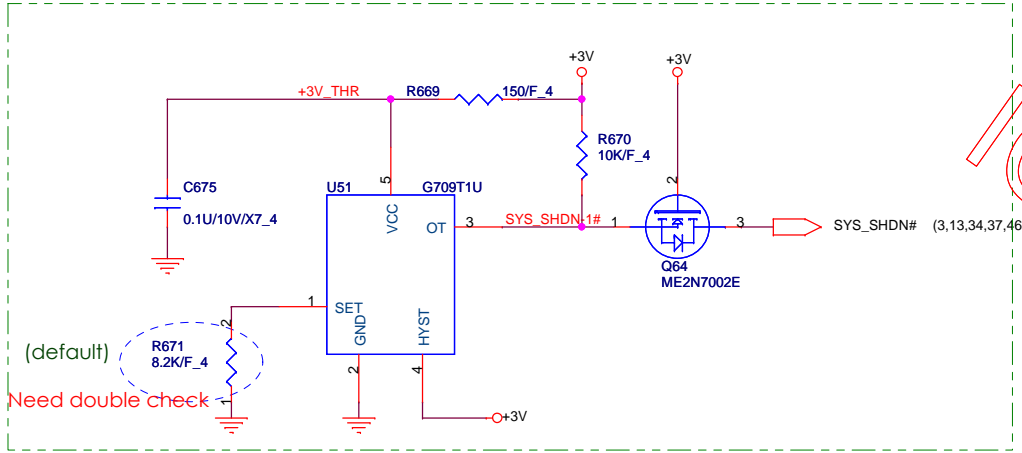 +3V
+3V
+3V_THR
R669
150/F_4
R670
10K/F_4
2
C675
0.1U/10V/X7_4
U51
5
G709T1U
VCC
OT
3
SYS_SHDN-1#
1
3
SYS_SHDN# (3,13,34,37,46
Q64
ME2N7002E
1
SET
GND
HYST
2
R671
8.2K/F_4
(default)
1
2
4
Need double check
+3V